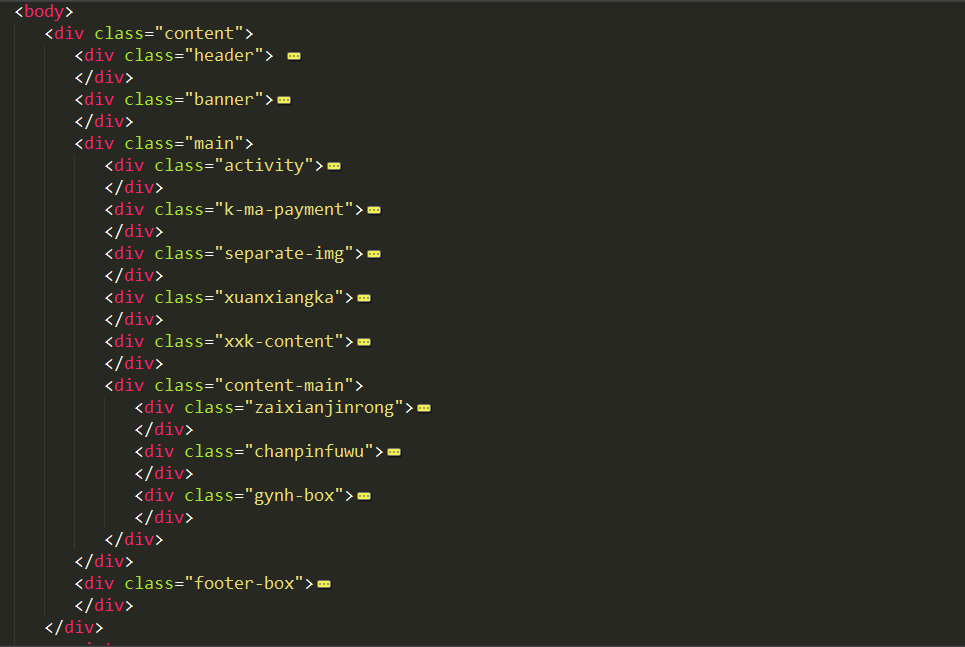 <body>
<div class="content">
<div class="header">
</div>
<div class="banner">
</div>
<div class="main">
<div class="activity">
</div>
<div class="k-ma-payment">
</div>
<div class="separate-img">
</div>
<div class="xuanxiangka">
</div>
<div class="xxk-content">
</div>
<div class="content-main">
<div class="zaixianjinrong">
</div>
<div class="chanpinfuwu">
</div>
<div class="gynh-box">
</div>
</div>
</div>
<div class="footer-box">
</div>
</div>